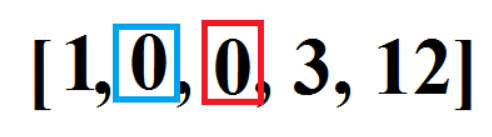 [1, 0, 0, 3, 12]